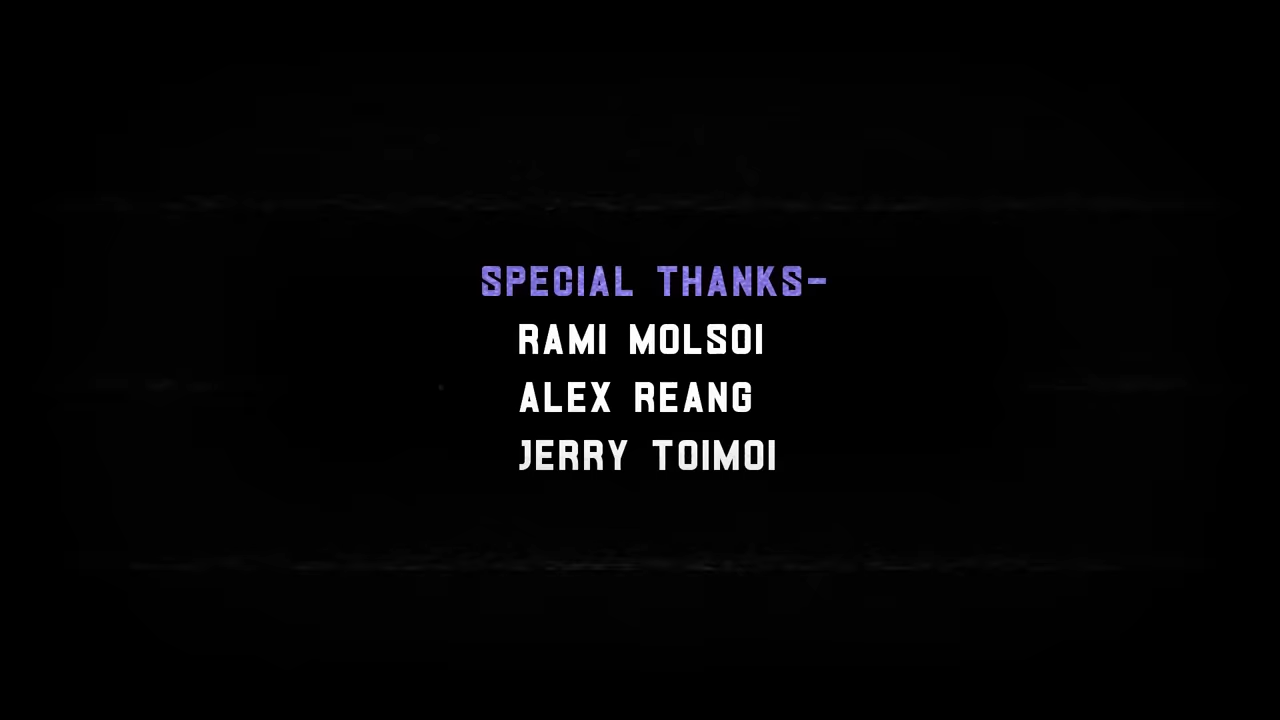 SPECIAL THANKS-
RAMI MOLSOI
ALEX REANG
JERRY TOIMOI